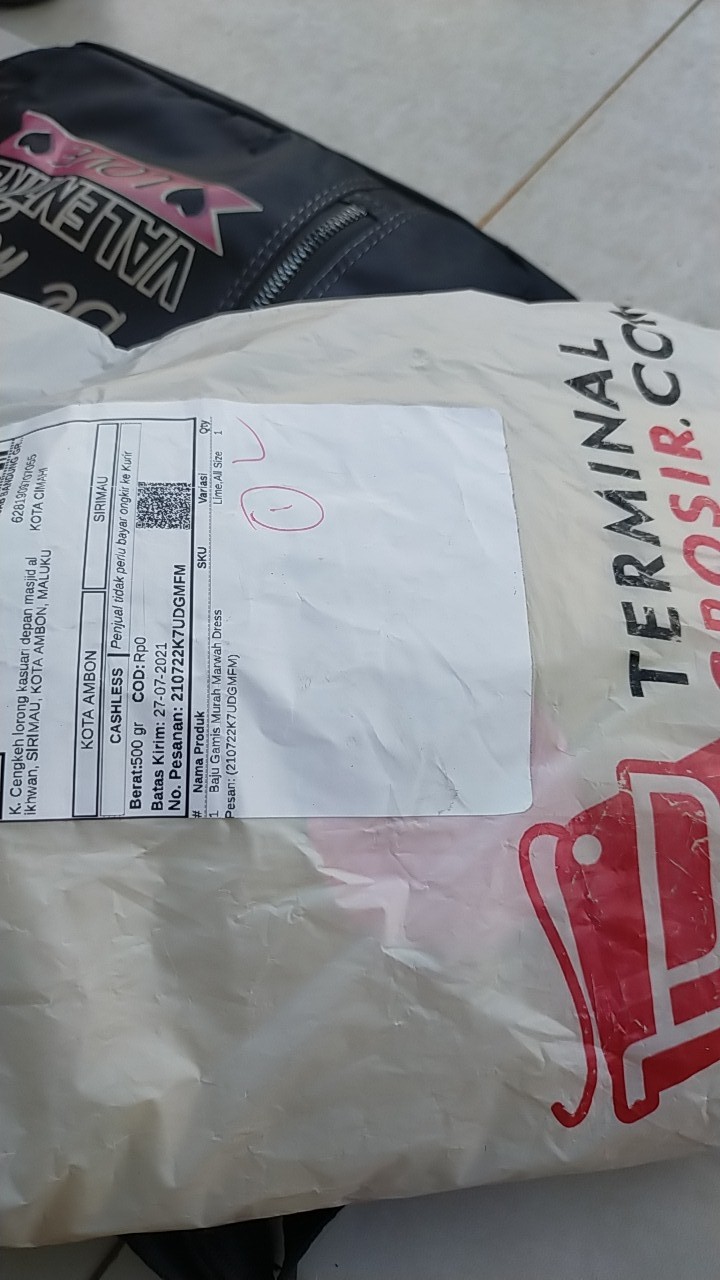 6281390
KOTA CIMAHI
K. Cengkeh lorong kasuari depan masjid al
ikhwan, SIRIMAU, KOTA AMBON, MALUKU
KOTA AMBON
SIRIMAU
CASHLESS
Penjual tidak perlu bayar ongkir ke Kurir
Berat:500 gr COD:Rp0
Batas Kirim: 27-07-2021
No. Pesanan: 210722K7UDGMFM
# Nama Produk SKU Variasi Qty
1 Baju Gamis Murah Marwah Dress Lime,All Size 1
Pesan: (210722K7UDGMFM)
1
TERMINAL
GROSIR.COM
LOVE
VALENTINE
De